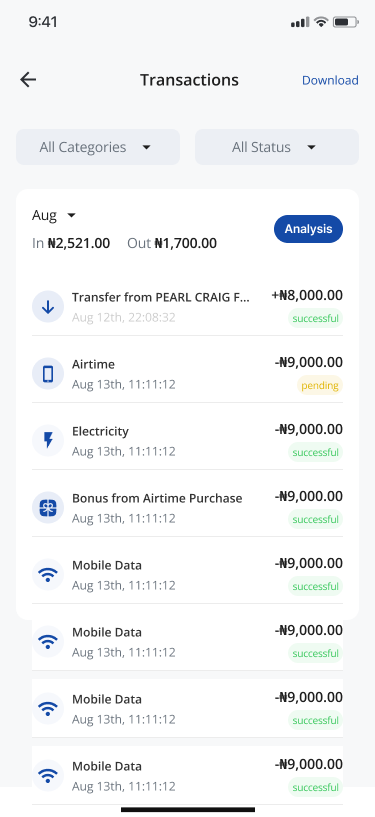 9:41
Transactions
Download
All Categories
All Status
Aug
In ₦2,521.00 Out ₦1,700.00
Analysis
Transfer from PEARL CRAIG F... +₦8,000.00
Aug 12th, 22:08:32 successful
Airtime -₦9,000.00
Aug 13th, 11:11:12 pending
Electricity -₦9,000.00
Aug 13th, 11:11:12 successful
Bonus from Airtime Purchase -₦9,000.00
Aug 13th, 11:11:12 successful
Mobile Data -₦9,000.00
Aug 13th, 11:11:12 successful
Mobile Data -₦9,000.00
Aug 13th, 11:11:12 successful
Mobile Data -₦9,000.00
Aug 13th, 11:11:12 successful
Mobile Data -₦9,000.00
Aug 13th, 11:11:12 successful